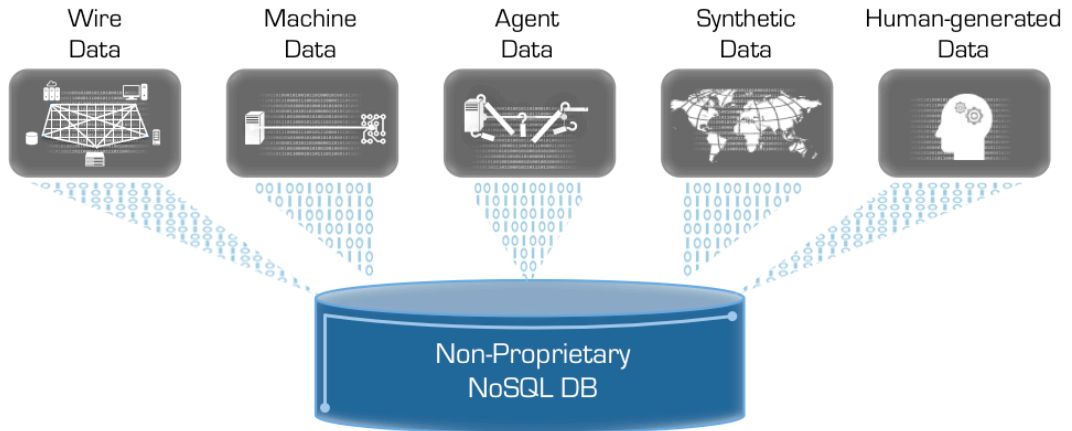 Wire
Data
Machine
Data
Agent
Data
Synthetic
Data
Human-generated
Data
Non-Proprietary
NoSQL DB